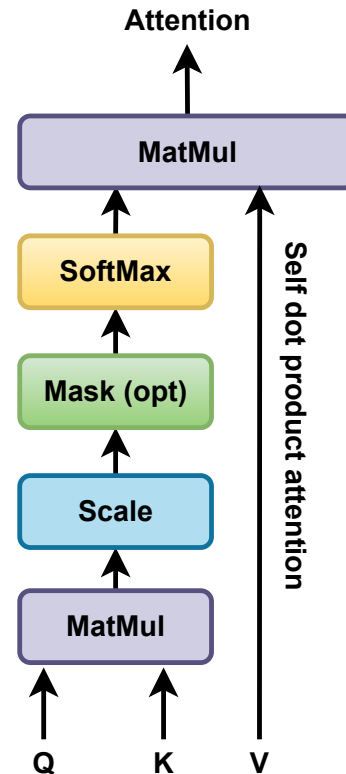 Attention
MatMul
SoftMax
Mask (opt)
Scale
MatMul
Self dot product attention
Q K V